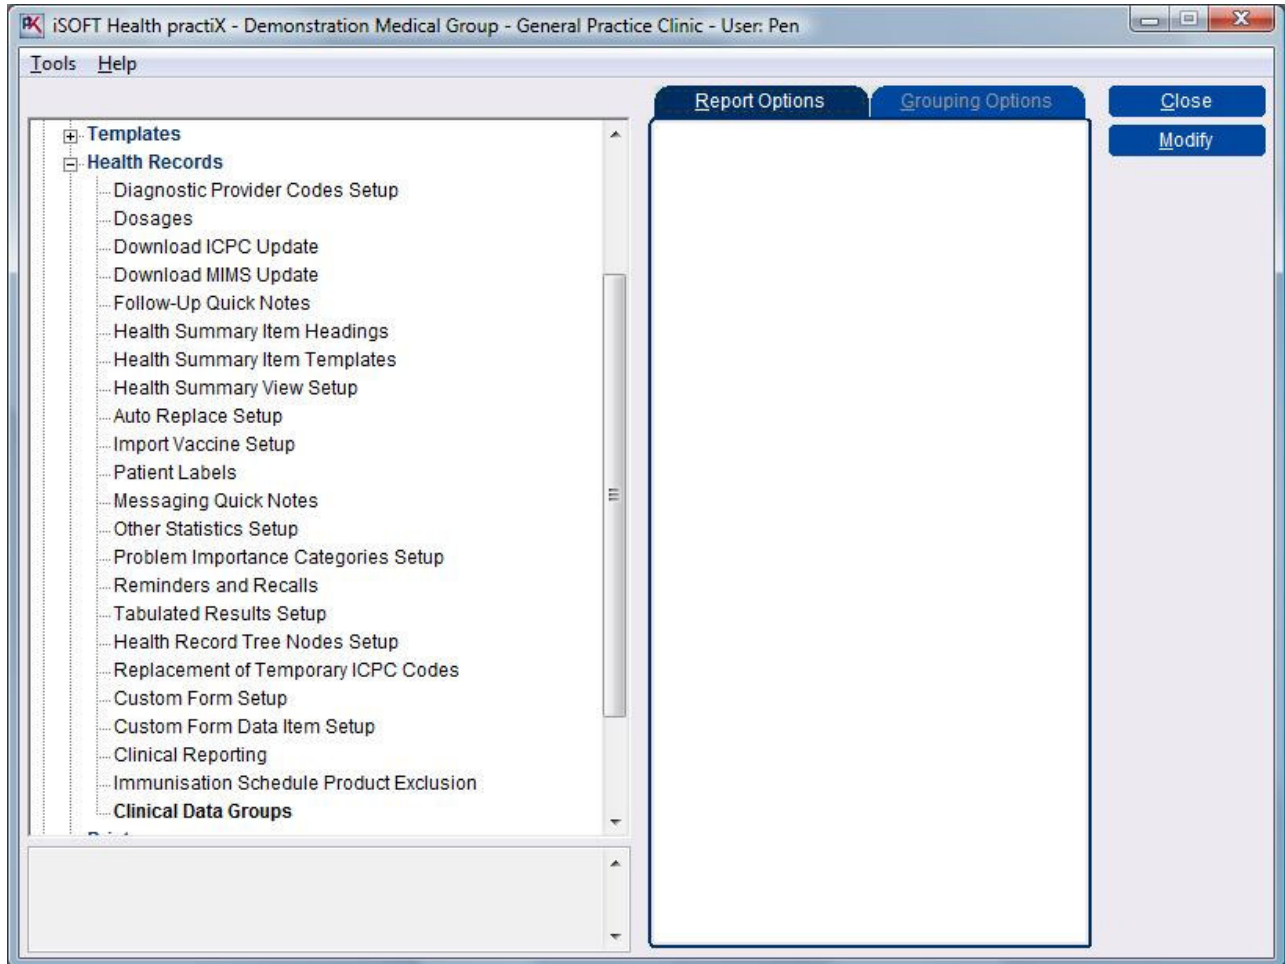 iSOFT Health practiX - Demonstration Medical Group - General Practice Clinic - User: Pen
Tools Help
Report Options Grouping Options Close
Modify
Templates
Health Records
Diagnostic Provider Codes Setup
Dosages
Download ICPC Update
Download MIMS Update
Follow-Up Quick Notes
Health Summary Item Headings
Health Summary Item Templates
Health Summary View Setup
Auto Replace Setup
Import Vaccine Setup
Patient Labels
Messaging Quick Notes
Other Statistics Setup
Problem Importance Categories Setup
Reminders and Recalls
Tabulated Results Setup
Health Record Tree Nodes Setup
Replacement of Temporary ICPC Codes
Custom Form Setup
Custom Form Data Item Setup
Clinical Reporting
Immunisation Schedule Product Exclusion
Clinical Data Groups